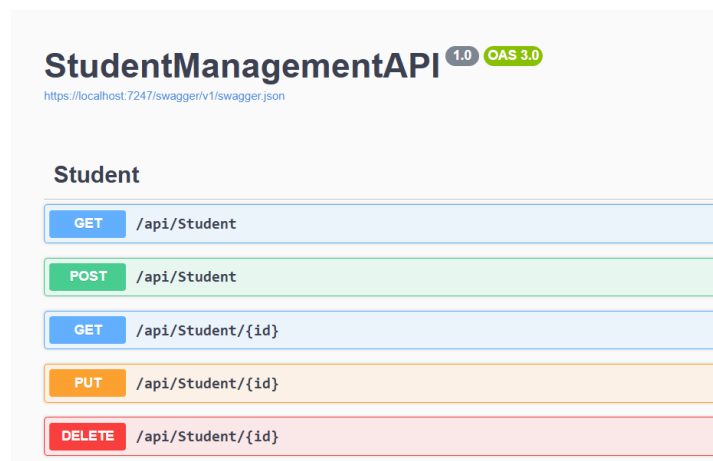 StudentManagementAPI 1.0 OAS 3.0
https://localhost:7247/swagger/v1/swagger.json
Student
GET /api/Student
POST /api/Student
GET /api/Student/{id}
PUT /api/Student/{id}
DELETE /api/Student/{id}